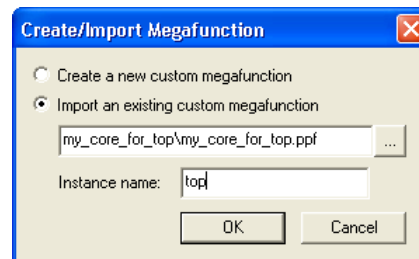 Create/Import Megafunction
Create a new custom megafunction
Import an existing custom megafunction
my_core_for_top\my_core_for_top.ppf
...
Instance name: top
OK Cancel